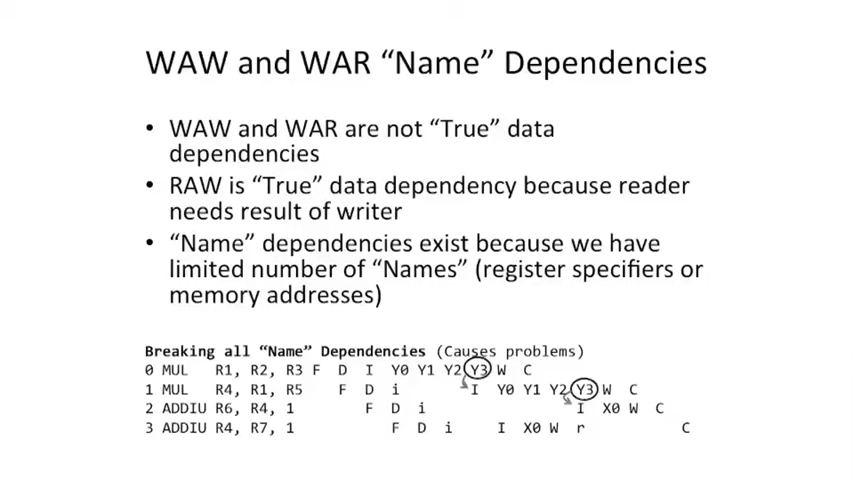 WAW and WAR “Name” Dependencies
• WAW and WAR are not “True” data
dependencies
• RAW is “True” data dependency because reader
needs result of writer
• “Name” dependencies exist because we have
limited number of “Names” (register specifiers or
memory addresses)
Breaking all “Name” Dependencies (Causes problems)
0 MUL R1, R2, R3 F D I Y0 Y1 Y2 Y3 W C
1 MUL R4, R1, R5 F D i I Y0 Y1 Y2 Y3 W C
2 ADDIU R6, R4, 1 F D i I X0 W C
3 ADDIU R4, R7, 1 F D i I X0 W r C